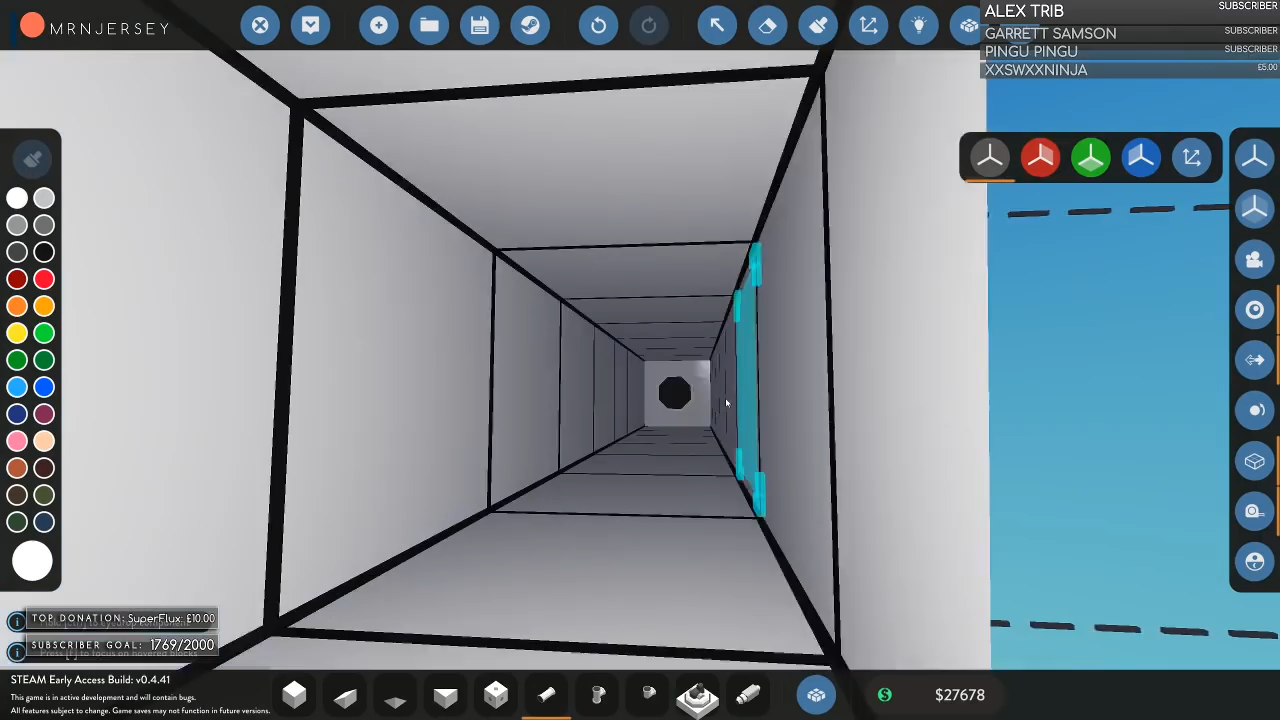 MRNJERSEY
ALEX TRIB SUBSCRIBER
GARRETT SAMSON SUBSCRIBER
PINGU PINGU SUBSCRIBER
XXSWXXNINJA £5.00
TOP DONATION: SuperFlux: £10.00
SUBSCRIBER GOAL: 1769/2000
STEAM Early Access Build: v0.4.41
This game is in active development and will contain bugs.
All features subject to change. Game saves may not function in future versions.
$ $27678